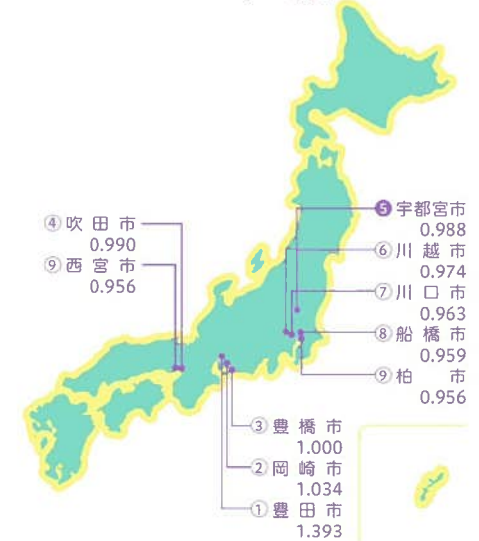 ④吹田市
0.990
⑨西宮市
0.956
❺宇都宮市
0.988
⑥川越市
0.974
⑦川口市
0.963
⑧船橋市
0.959
⑨柏市
0.956
③豊橋市
1.000
②岡崎市
1.034
①豊田市
1.393